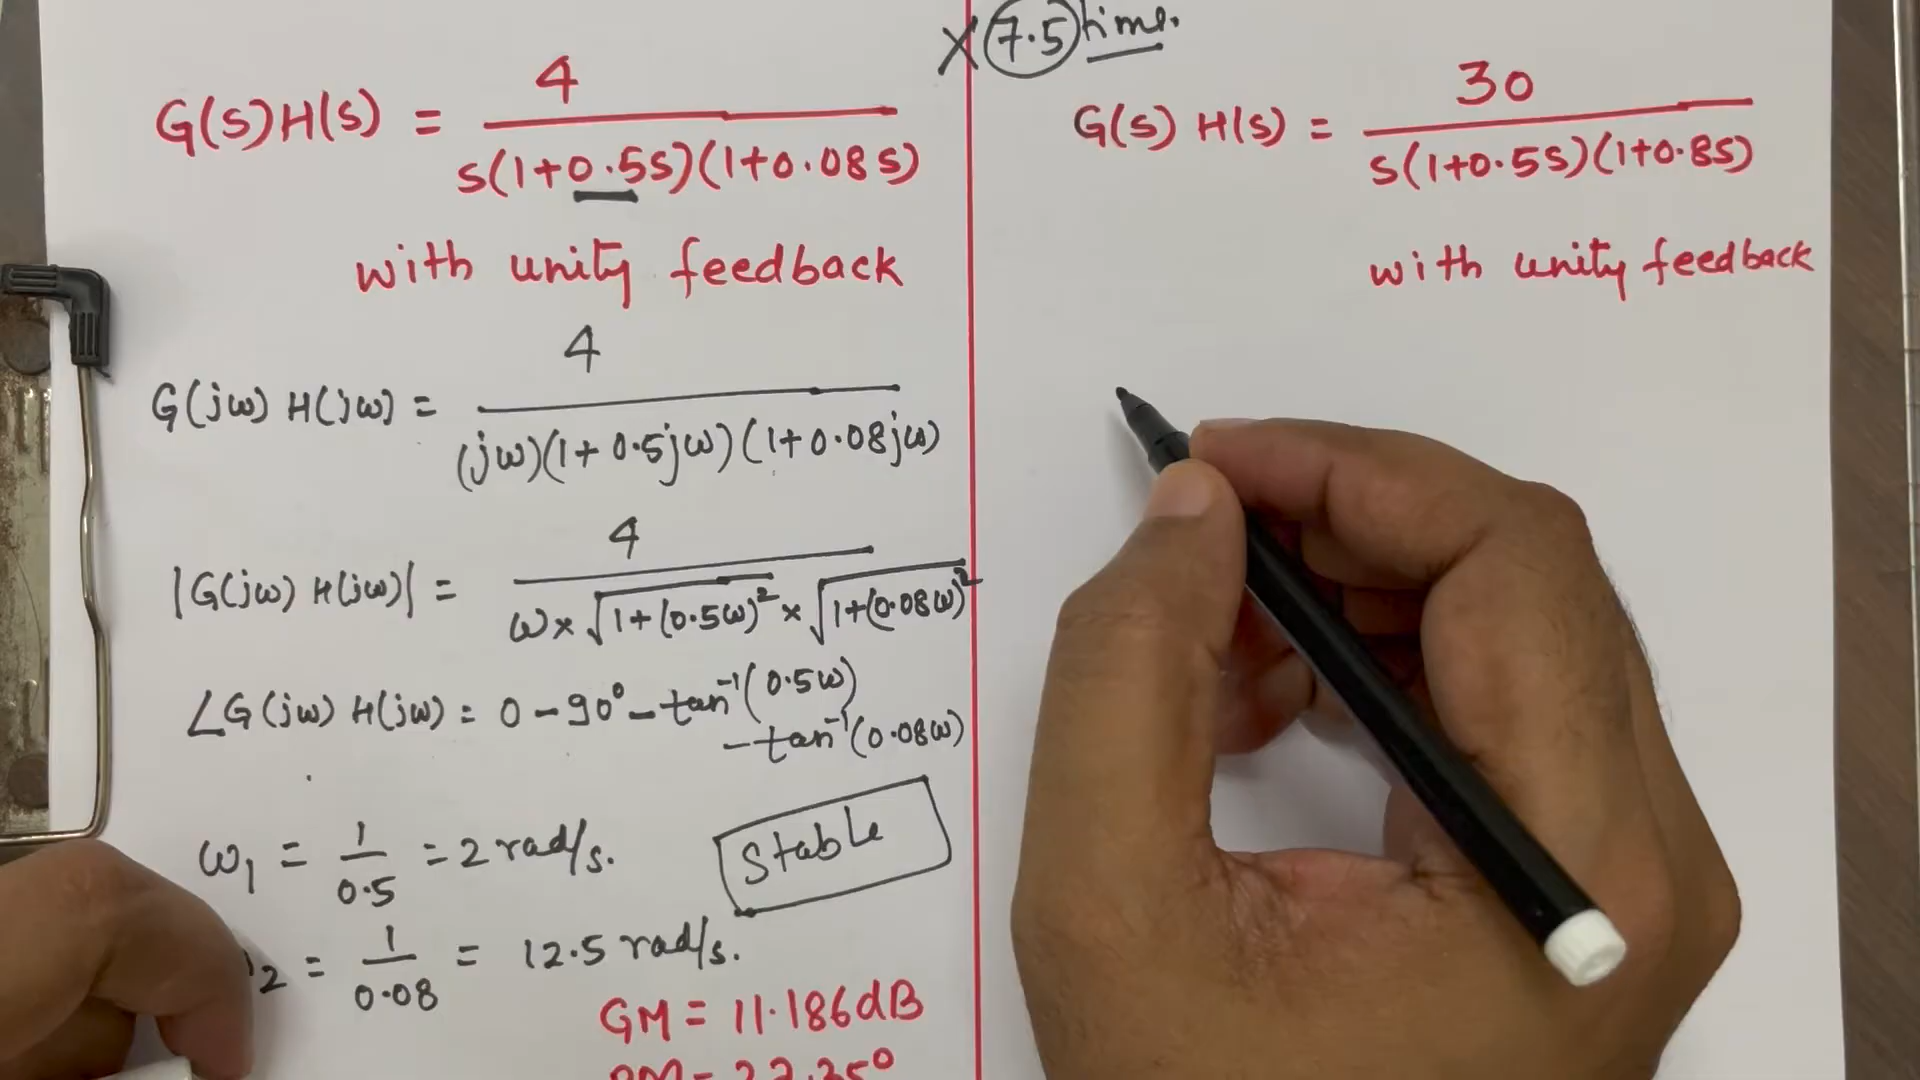 × 7.5 time.
G(s)H(s) = 4 / s(1+0.5s)(1+0.08s)
with unity feedback
G(jω) H(jω) = 4 / (jω)(1+0.5jω)(1+0.08jω)
|G(jω) H(jω)| = 4 / ω×√1+(0.5ω)² × √1+(0.08ω)²
∠G(jω) H(jω) = 0 - 90° - tan⁻¹(0.5ω)
- tan⁻¹(0.08ω)
ω₁ = 1/0.5 = 2 rad/s.
Stable
2 = 1/0.08 = 12.5 rad/s.
GM = 11.186dB
G(s) H(s) = 30 / s(1+0.5s)(1+0.8s)
with unity feedback